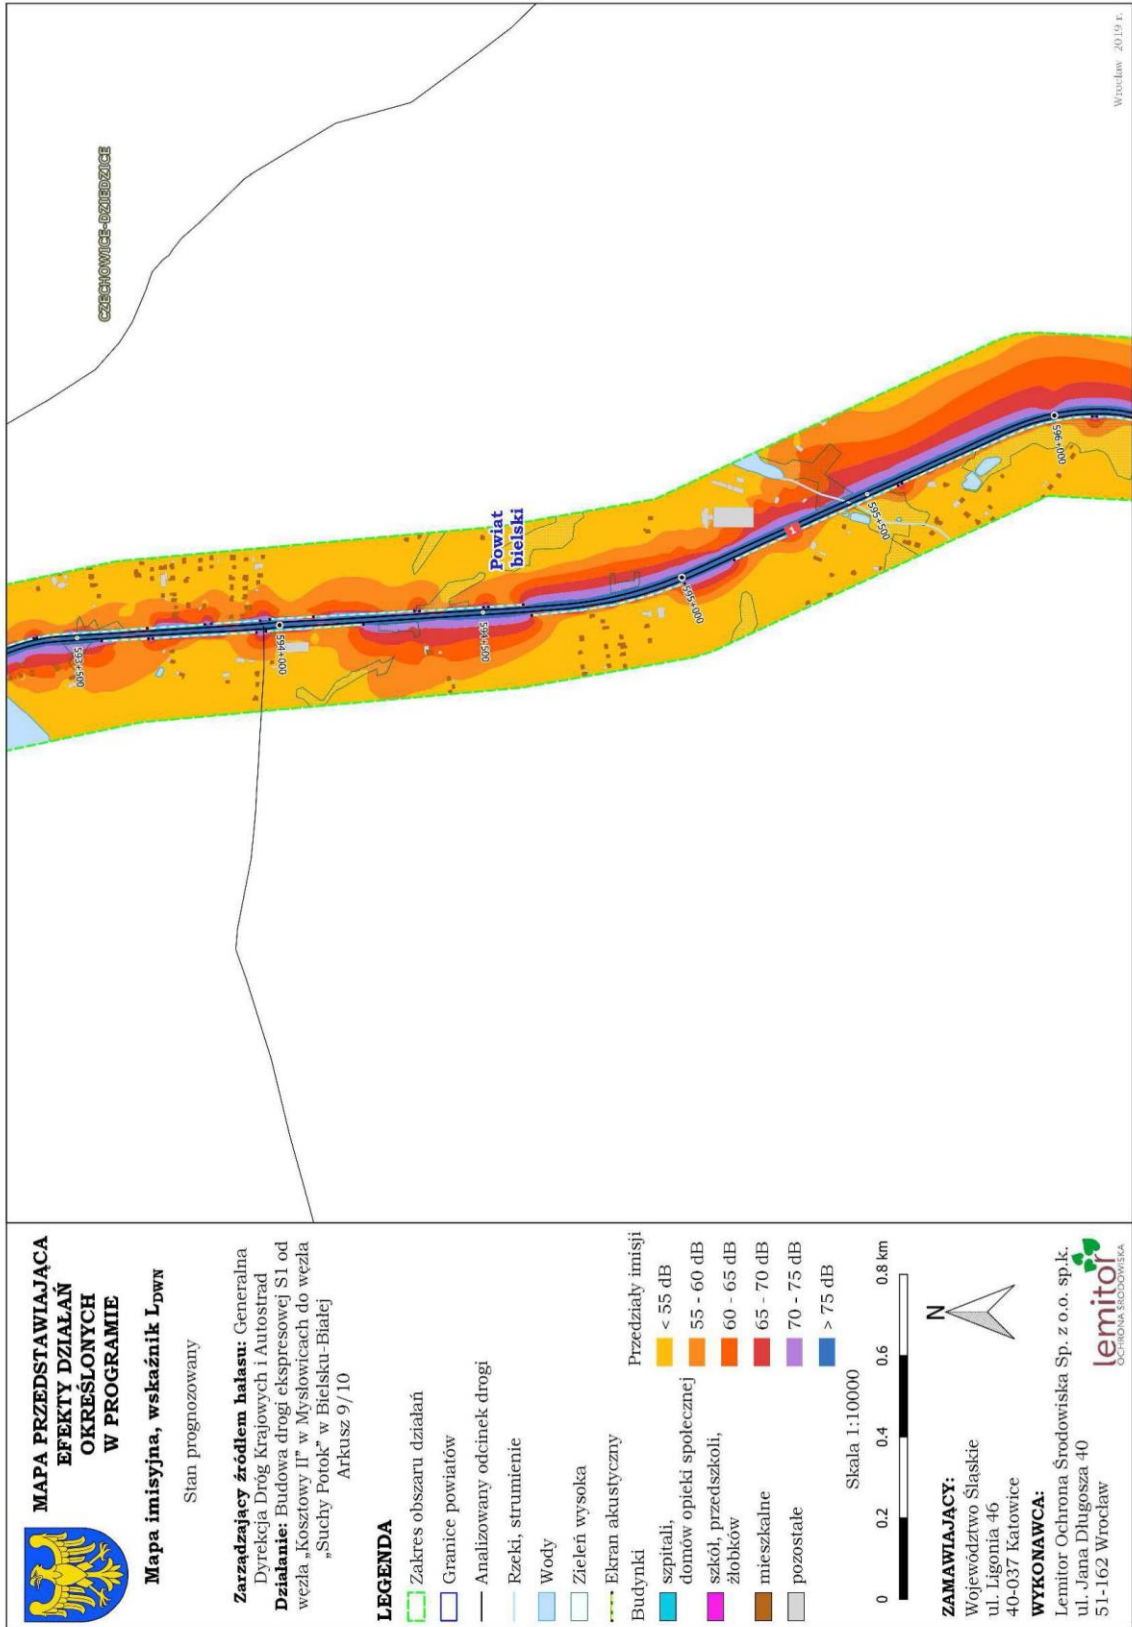 MAPA PRZEDSTAWIAJĄCA
EFEKTY DZIAŁAŃ
OKREŚLONYCH
W PROGRAMIE
Mapa imisyjna, wskaźnik LDWN
Stan prognozowany
Zarządzający źródłem hałasu: Generalna
Dyrekcja Dróg Krajowych i Autostrad
Działanie: Budowa drogi ekspresowej S1 od
węzła „Kosztowy II” w Mysłowicach do węzła
„Suchy Potok” w Bielsku-Białej
Arkusz 9/10
LEGENDA
Zakres obszaru działań
Granice powiatów
Analizowany odcinek drogi
Rzeki, strumienie
Wody
Zieleń wysoka
Ekran akustyczny
Budynki
szpitali,
domów opieki społecznej
szkół, przedszkoli,
żłobków
mieszkalne
pozostałe
Przedziały imisji
< 55 dB
55 - 60 dB
60 - 65 dB
65 - 70 dB
70 - 75 dB
> 75 dB
Skala 1:10000
0 0.2 0.4 0.6 0.8 km
N
ZAMAWIAJĄCY:
Województwo Śląskie
ul. Ligonia 46
40-037 Katowice
WYKONAWCA:
Lemitor Ochrona Środowiska Sp. z o.o. sp.k.
ul. Jana Długosza 40
51-162 Wrocław
lemitor
OCHRONA ŚRODOWISKA
CZECHOWICE-DZIEDZICE
Powiat
bielski
593+500
594+000
594+500
595+000
1
595+500
596+000
Wrocław 2019 r.